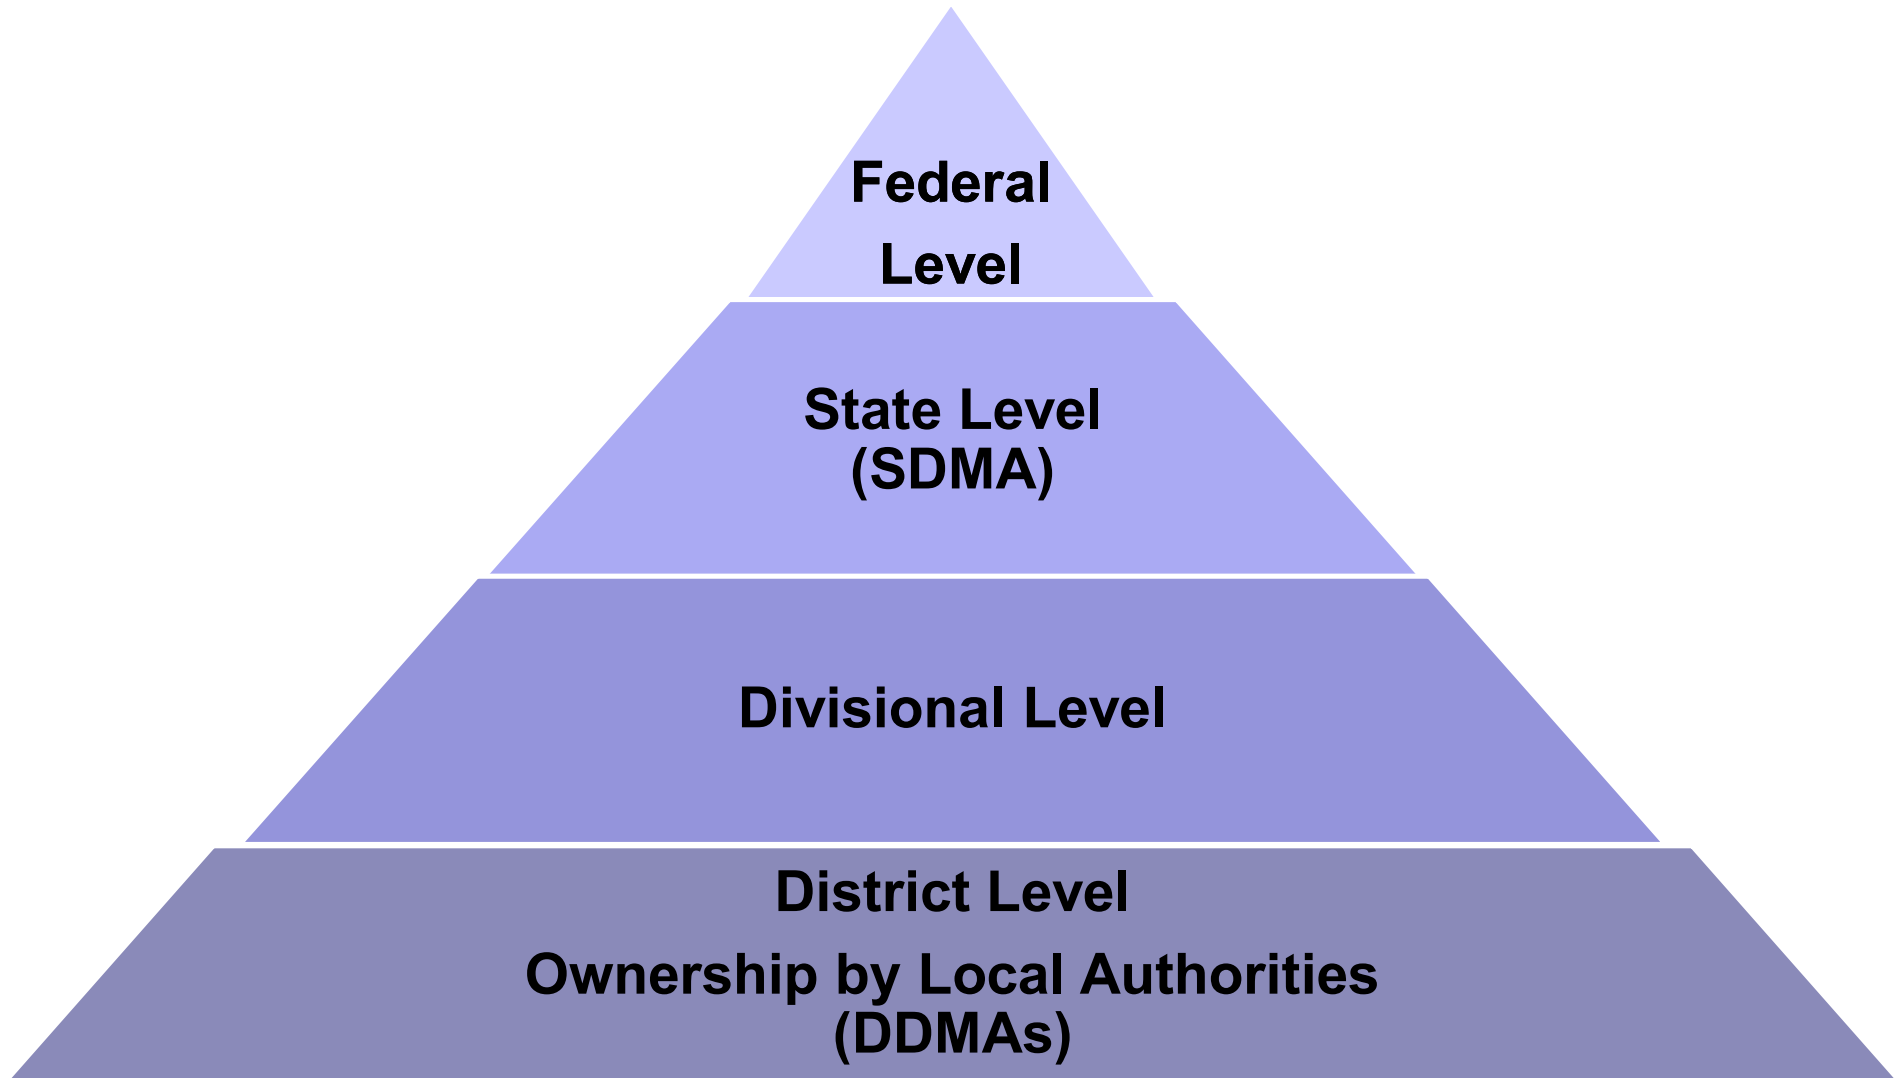 Federal
Level
State Level
(SDMA)
Divisional Level
District Level
Ownership by Local Authorities
(DDMAs)